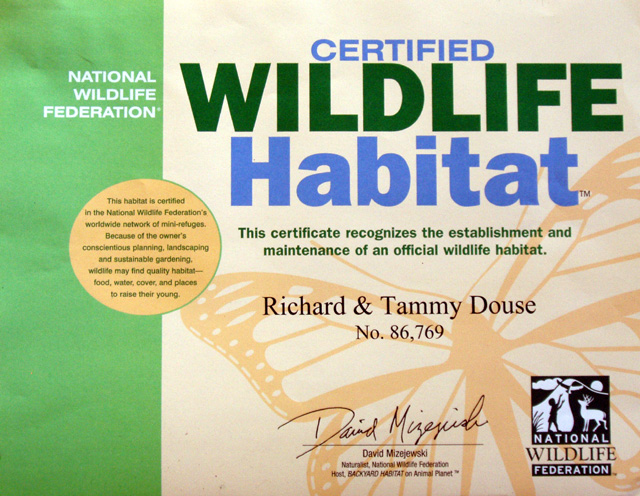 NATIONAL
WILDLIFE
FEDERATION®
CERTIFIED
WILDLIFE
Habitat™
This habitat is certified
in the National Wildlife Federation's
worldwide network of mini-refuges.
Because of the owner's
conscientious planning, landscaping
and sustainable gardening,
wildlife may find quality habitat—
food, water, cover, and places
to raise their young.
This certificate recognizes the establishment and
maintenance of an official wildlife habitat.
Richard & Tammy Douse
No. 86,769
David Mizejewski
David Mizejewski
Naturalist, National Wildlife Federation
Host, BACKYARD HABITAT on Animal Planet™
NATIONAL
WILDLIFE
FEDERATION™